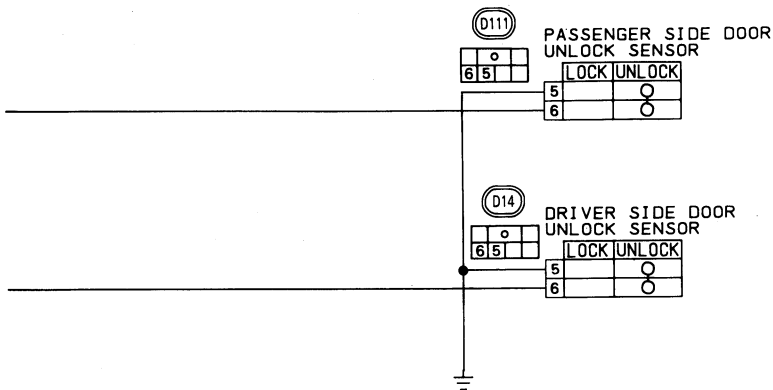 D111
PASSENGER SIDE DOOR
UNLOCK SENSOR
6 5
LOCK UNLOCK
5
6
D14
DRIVER SIDE DOOR
UNLOCK SENSOR
6 5
LOCK UNLOCK
5
6